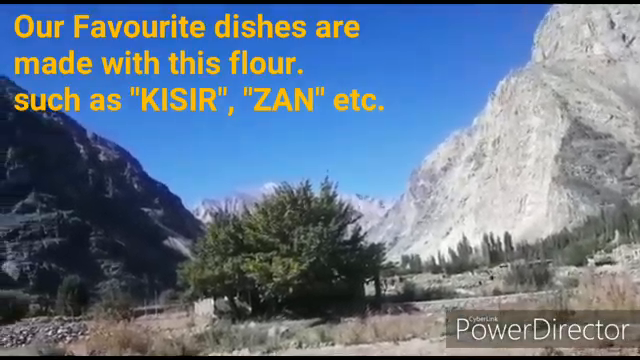 Our Favourite dishes are
made with this flour.
such as "KISIR", "ZAN" etc.
CyberLink
PowerDirector